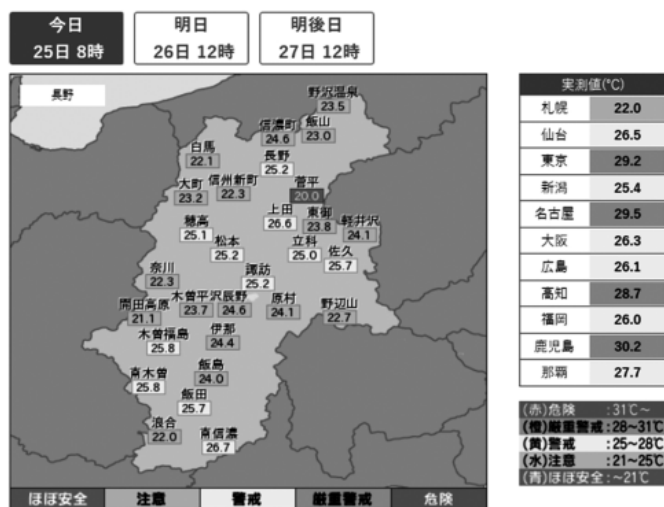 今日
25日 8時
明日
26日 12時
明後日
27日 12時
長野
野沢温泉
23.5
信濃町
24.6
飯山
23.0
白馬
22.1
長野
25.2
大町
23.2
信州新町
22.3
菅平
20.0
穂高
25.1
上田
26.6
東御
23.8
軽井沢
24.1
松本
25.2
立科
25.0
佐久
25.7
奈川
22.3
諏訪
25.2
開田高原
21.1
木曽平沢
23.7
辰野
24.6
原村
24.1
野辺山
22.7
木曽福島
25.8
伊那
24.4
南木曽
25.8
飯島
24.0
飯田
25.7
浪合
22.0
南信濃
26.7
ほぼ安全 注意 警戒 厳重警戒 危険
実測値(℃)
札幌 22.0
仙台 26.5
東京 29.2
新潟 25.4
名古屋 29.5
大阪 26.3
広島 26.1
高知 28.7
福岡 26.0
鹿児島 30.2
那覇 27.7
(赤)危険 :31℃~
(橙)厳重警戒:28~31℃
(黄)警戒 :25~28℃
(水)注意 :21~25℃
(青)ほぼ安全:~21℃